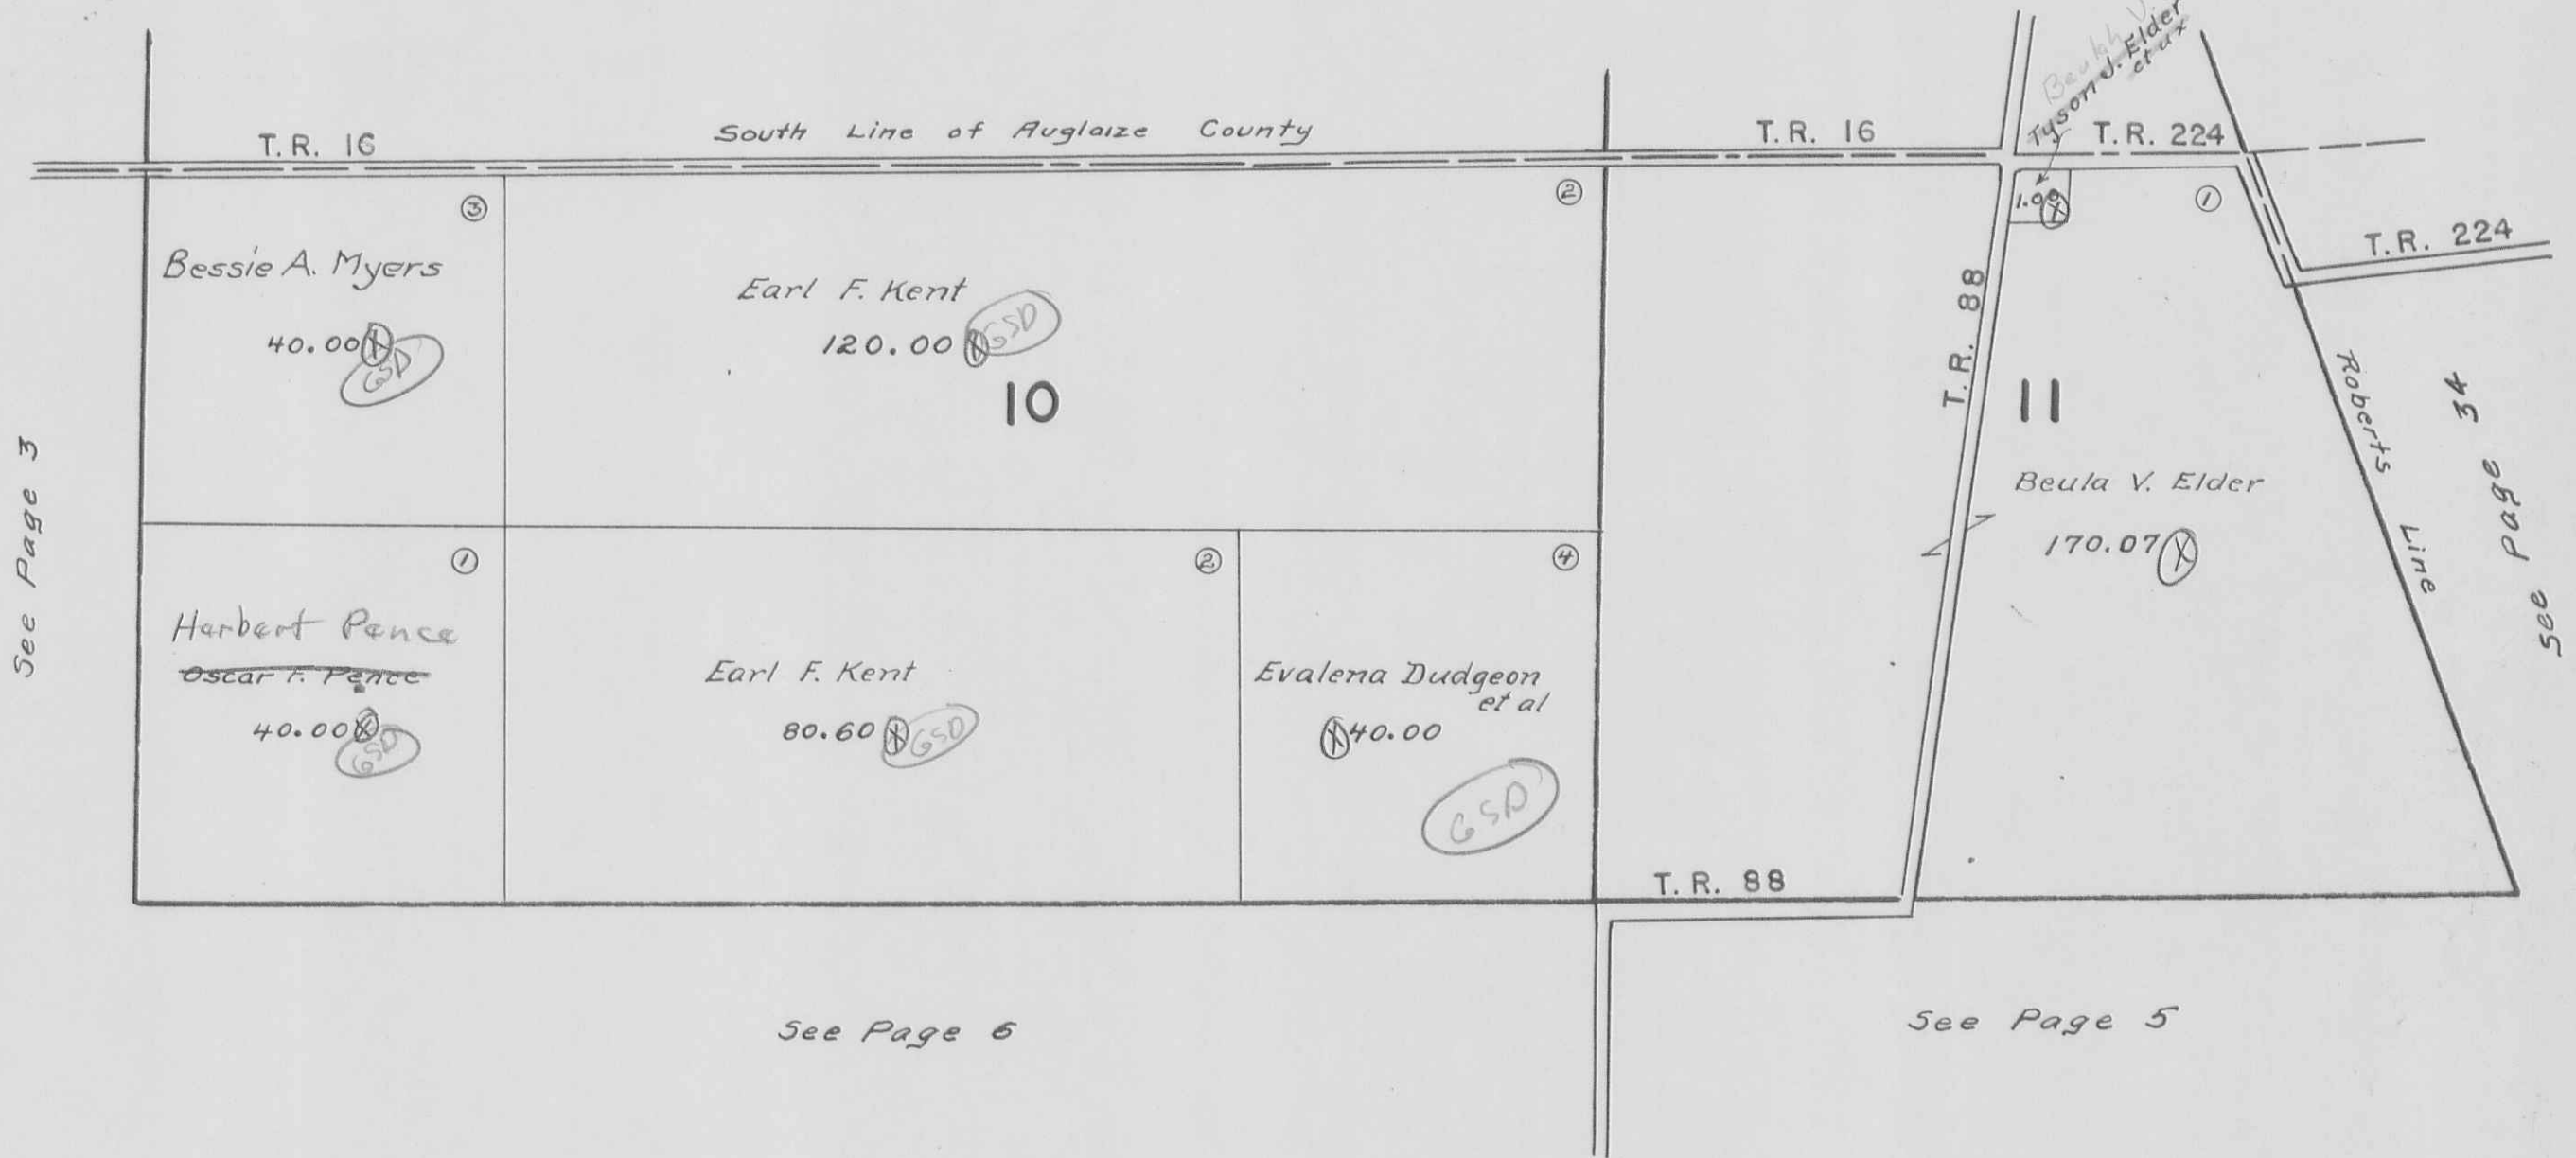 Beulah V.
Tyson J. Elder
et ux
T.R. 16
South Line of Auglaize County
T.R. 16
T.R. 224
3
2
1.00 X
1
T.R. 224
Bessie A. Myers
40.00 X
GSD
Earl F. Kent
120.00 X GSD
10
T.R. 88
11
Roberts Line
See Page 34
See Page 3
Beula V. Elder
170.07 X
1
2
4
Harbert Pence
Oscar F. Pence
40.00 X
GSD
Earl F. Kent
80.60 X GSD
Evalena Dudgeon
et al
X 40.00
GSD
T.R. 88
See Page 6
See Page 5